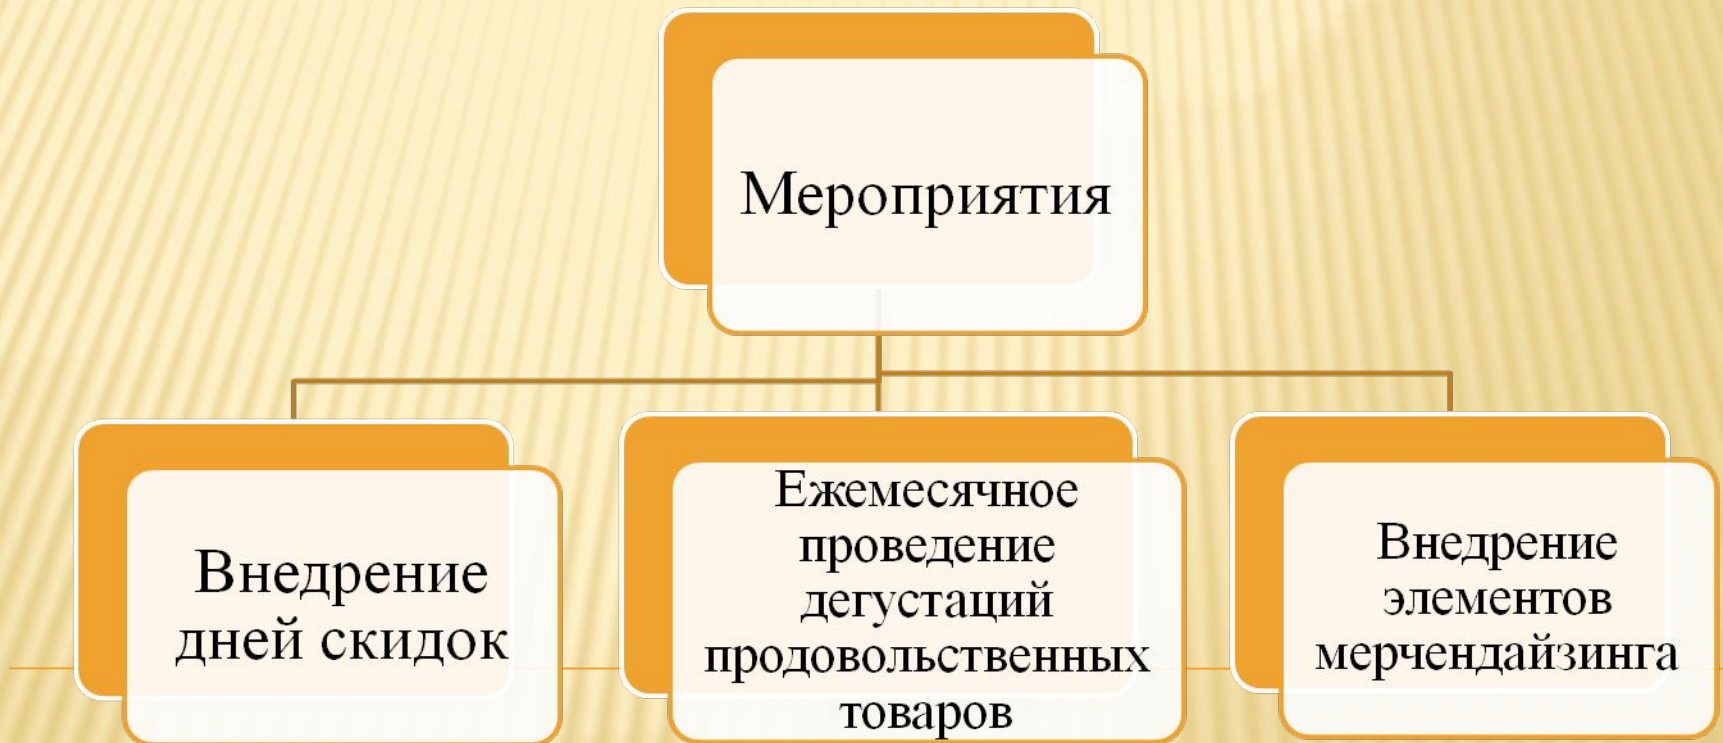 Мероприятия
Внедрение
дней скидок
Ежемесячное
проведение
дегустаций
продовольственных
товаров
Внедрение
элементов
мерчендайзинга